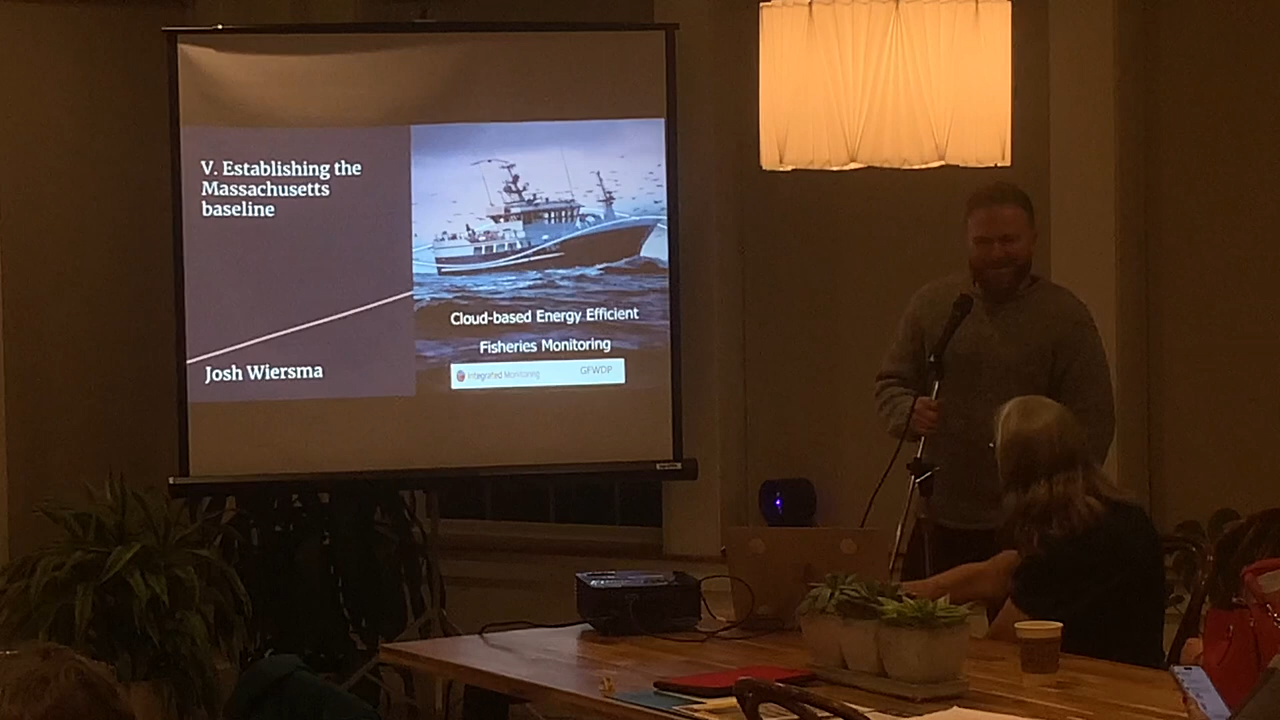 V. Establishing the
Massachusetts
baseline
Josh Wiersma
Cloud-based Energy Efficient
Fisheries Monitoring
Integrated Monitoring
GFWDP